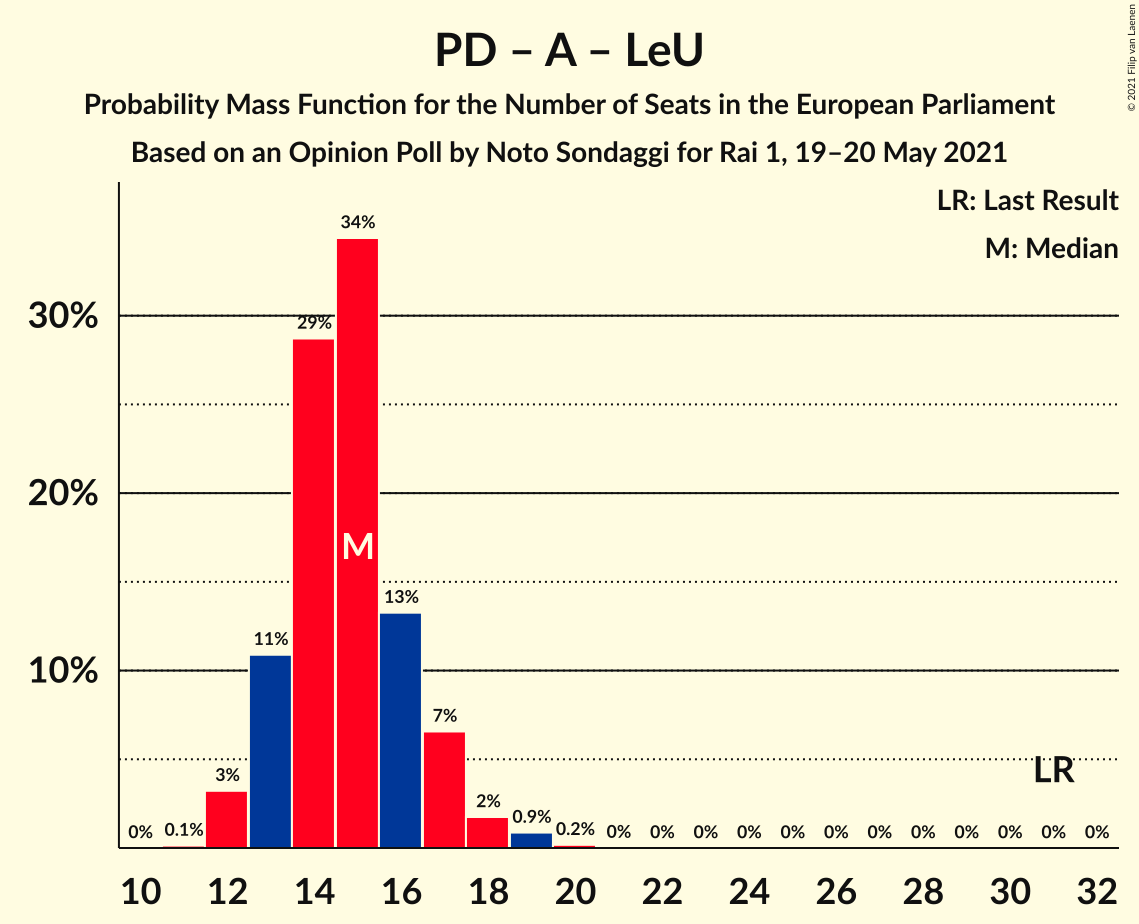 PD – A – LeU
Probability Mass Function for the Number of Seats in the European Parliament
Based on an Opinion Poll by Noto Sondaggi for Rai 1, 19–20 May 2021
© 2021 Filip van Laenen
LR: Last Result
M: Median
30%
20%
10%
0% 0.1% 3% 11% 29% 34% 13% 7% 2% 0.9% 0.2% 0% 0% 0% 0% 0% 0% 0% 0% 0% 0% 0% 0%
M
LR
10 12 14 16 18 20 22 24 26 28 30 32